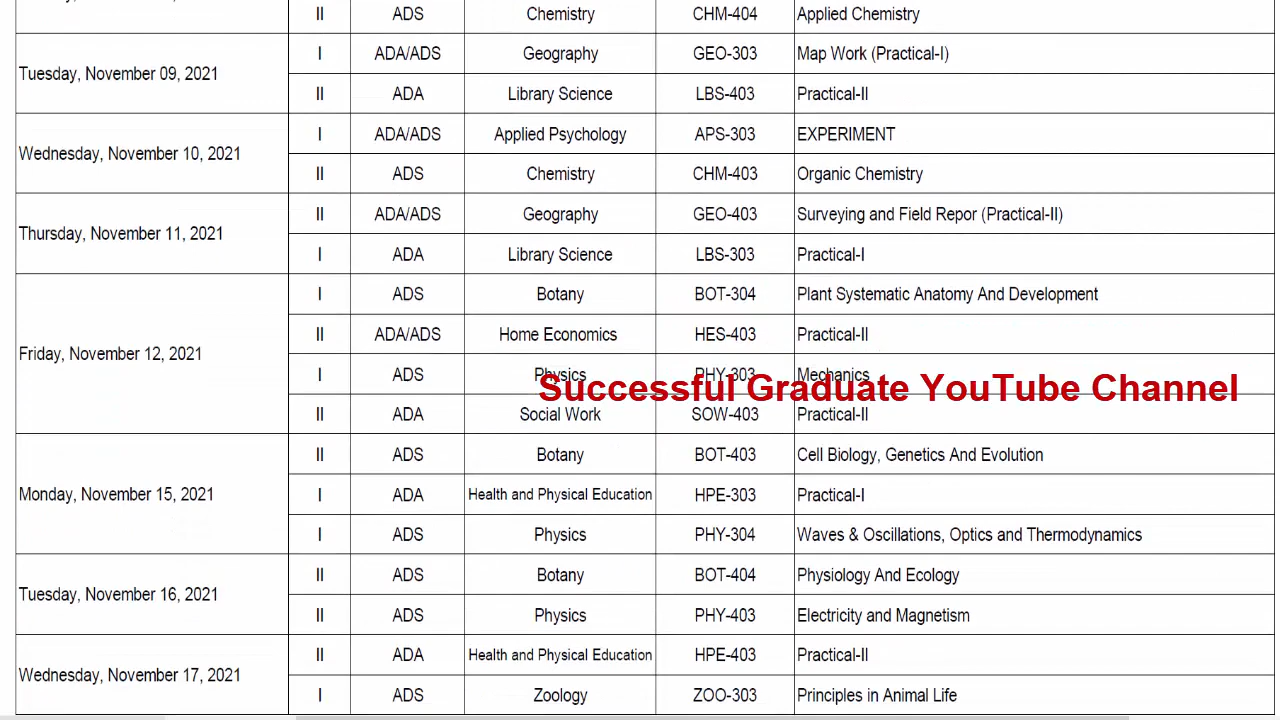 II ADS Chemistry CHM-404 Applied Chemistry
Tuesday, November 09, 2021
I ADA/ADS Geography GEO-303 Map Work (Practical-I)
II ADA Library Science LBS-403 Practical-II
Wednesday, November 10, 2021
I ADA/ADS Applied Psychology APS-303 EXPERIMENT
II ADS Chemistry CHM-403 Organic Chemistry
Thursday, November 11, 2021
II ADA/ADS Geography GEO-403 Surveying and Field Repor (Practical-II)
I ADA Library Science LBS-303 Practical-I
Friday, November 12, 2021
I ADS Botany BOT-304 Plant Systematic Anatomy And Development
II ADA/ADS Home Economics HES-403 Practical-II
I ADS Physics PHY-303 Mechanics
Successful Graduate YouTube Channel
II ADA Social Work SOW-403 Practical-II
Monday, November 15, 2021
II ADS Botany BOT-403 Cell Biology, Genetics And Evolution
I ADA Health and Physical Education HPE-303 Practical-I
I ADS Physics PHY-304 Waves & Oscillations, Optics and Thermodynamics
Tuesday, November 16, 2021
II ADS Botany BOT-404 Physiology And Ecology
II ADS Physics PHY-403 Electricity and Magnetism
Wednesday, November 17, 2021
II ADA Health and Physical Education HPE-403 Practical-II
I ADS Zoology ZOO-303 Principles in Animal Life